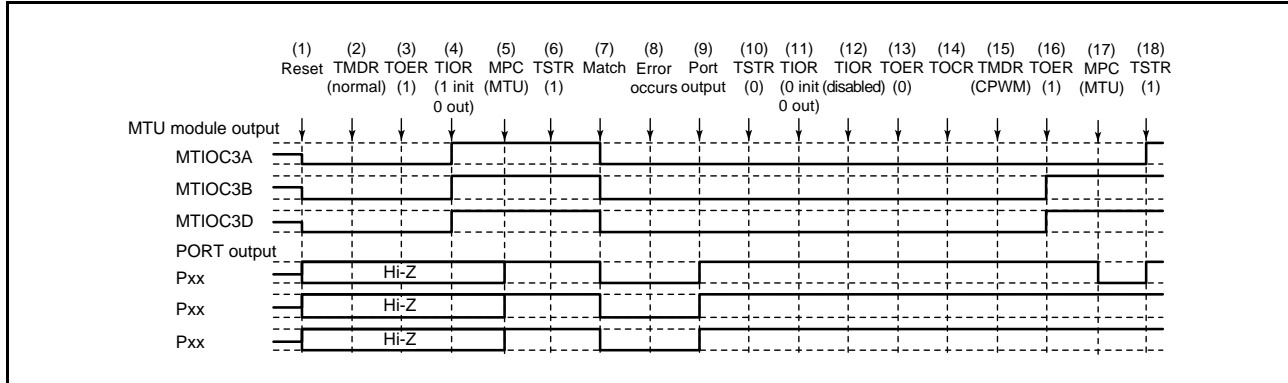 (1) (2) (3) (4) (5) (6) (7) (8) (9) (10) (11) (12) (13) (14) (15) (16) (17) (18)
Reset TMDR TOER TIOR MPC TSTR Match Error Port TSTR TIOR TIOR TOER TOCR TMDR TOER MPC TSTR
(normal) (1) (1 init (MTU) (1) occurs output (0) (0 init (disabled) (0) (CPWM) (1) (MTU) (1)
0 out) 0 out)
MTU module output
MTIOC3A
MTIOC3B
MTIOC3D
PORT output
Pxx Hi-Z
Pxx Hi-Z
Pxx Hi-Z